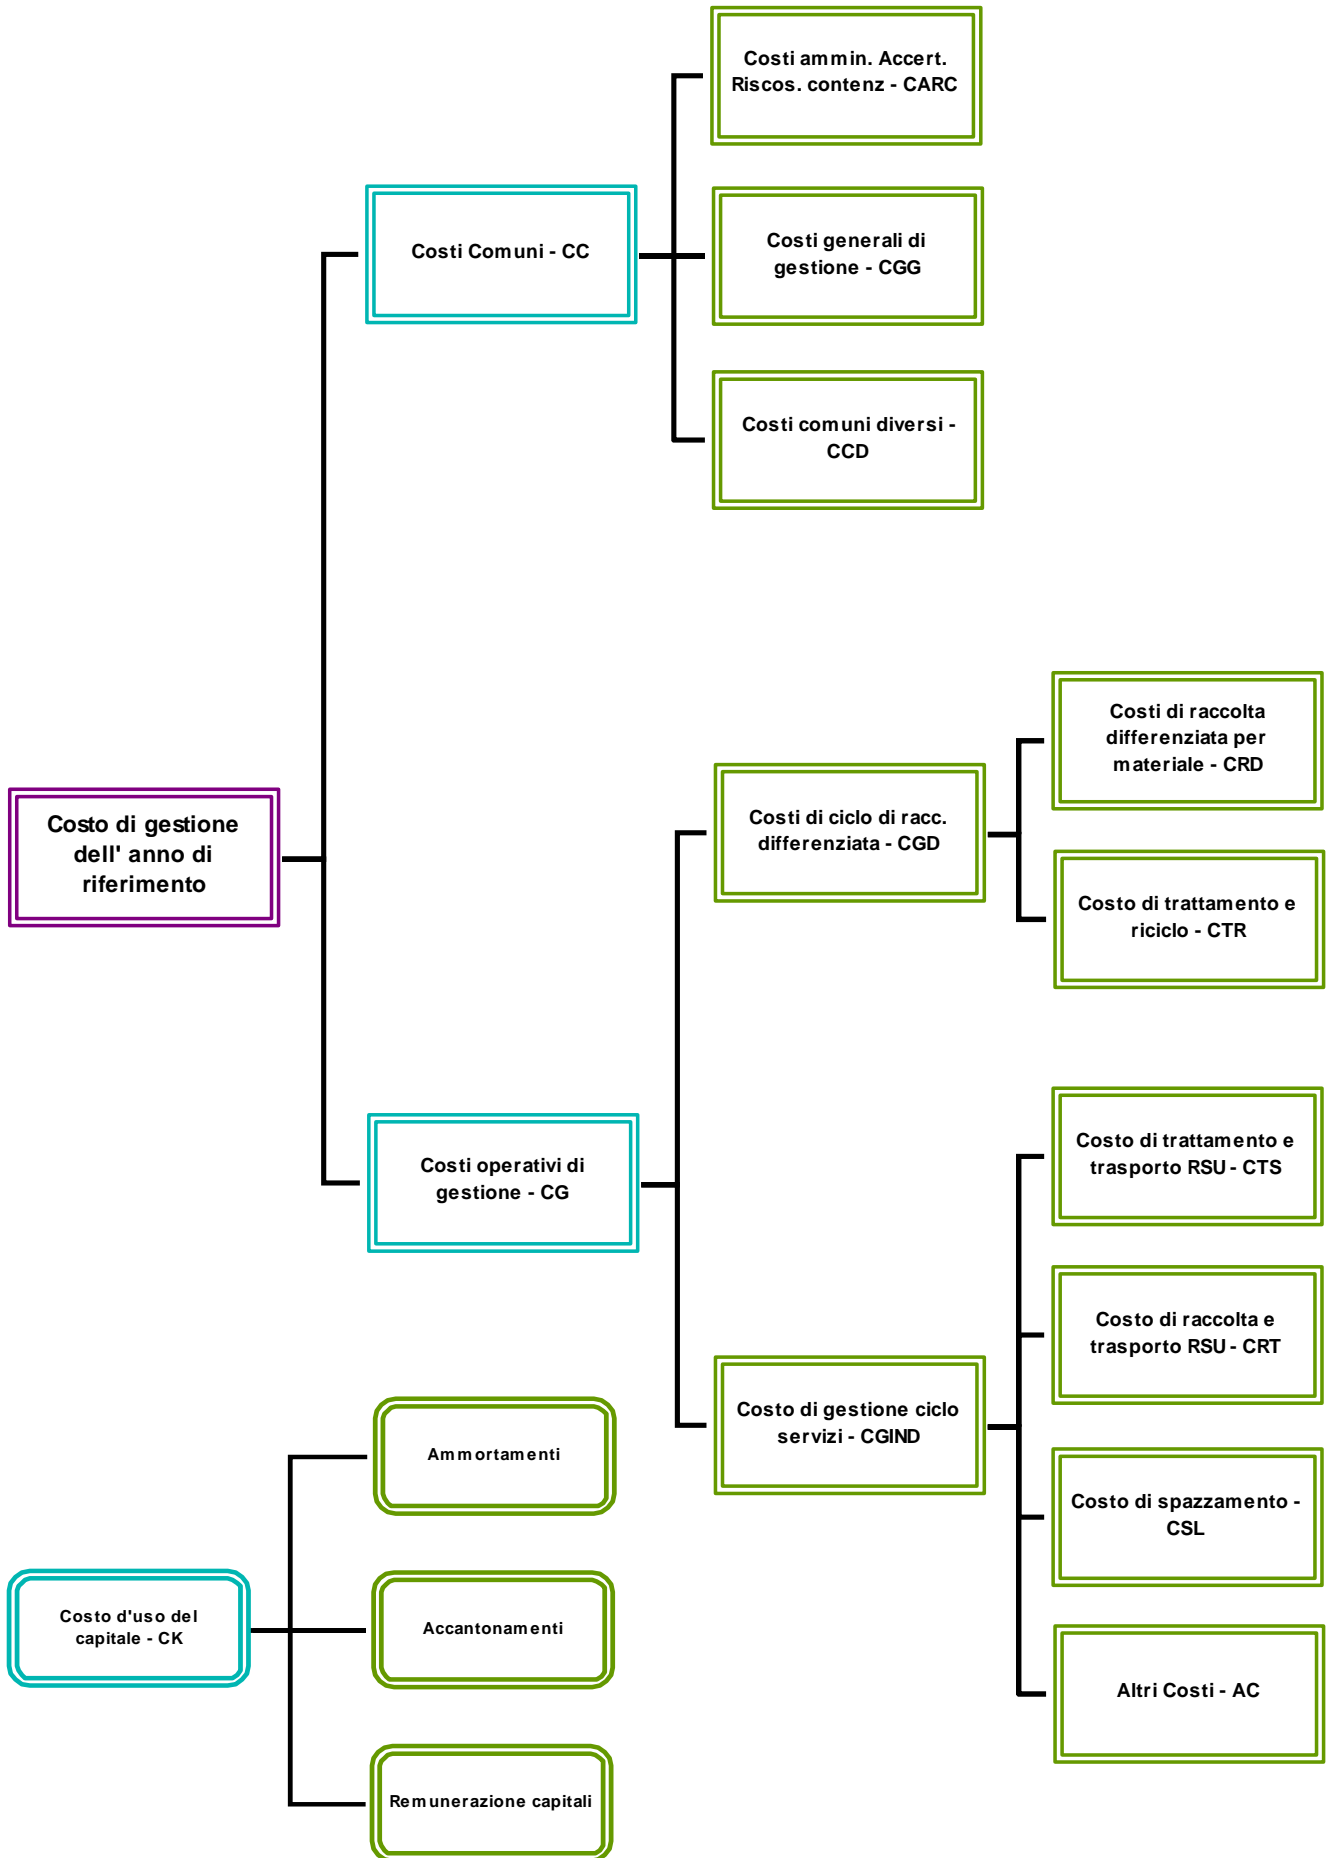 Costi ammin. Accert.
Riscos. contenz - CARC
Costi Comuni - CC
Costi generali di
gestione - CGG
Costi comuni diversi -
CCD
Costo di gestione
dell' anno di
riferimento
Costi operativi di
gestione - CG
Costi di ciclo di racc.
differenziata - CGD
Costi di raccolta
differenziata per
materiale - CRD
Costo di trattamento e
riciclo - CTR
Costo di gestione ciclo
servizi - CGIND
Costo di trattamento e
trasporto RSU - CTS
Costo di raccolta e
trasporto RSU - CRT
Costo di spazzamento -
CSL
Altri Costi - AC
Costo d'uso del
capitale - CK
Ammortamenti
Accantonamenti
Remunerazione capitali